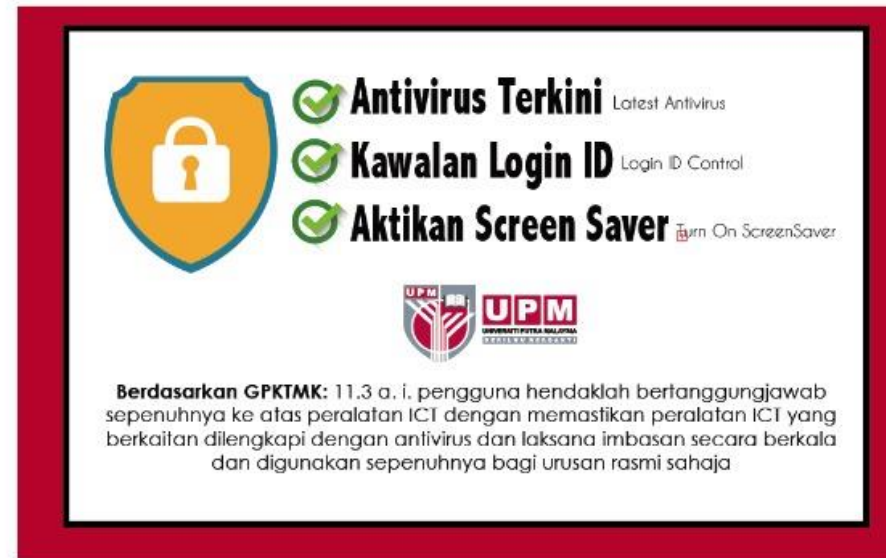 Antivirus Terkini Latest Antivirus
Kawalan Login ID Login ID Control
Aktikan Screen Saver Turn On ScreenSaver
UPM
UPM
UNIVERSITI PUTRA MALAYSIA
BERILMU BERBAKTI
Berdasarkan GPKTMK: 11.3 a. i. pengguna hendaklah bertanggungjawab
sepenuhnya ke atas peralatan ICT dengan memastikan peralatan ICT yang
berkaitan dilengkapi dengan antivirus dan laksana imbasan secara berkala
dan digunakan sepenuhnya bagi urusan rasmi sahaja